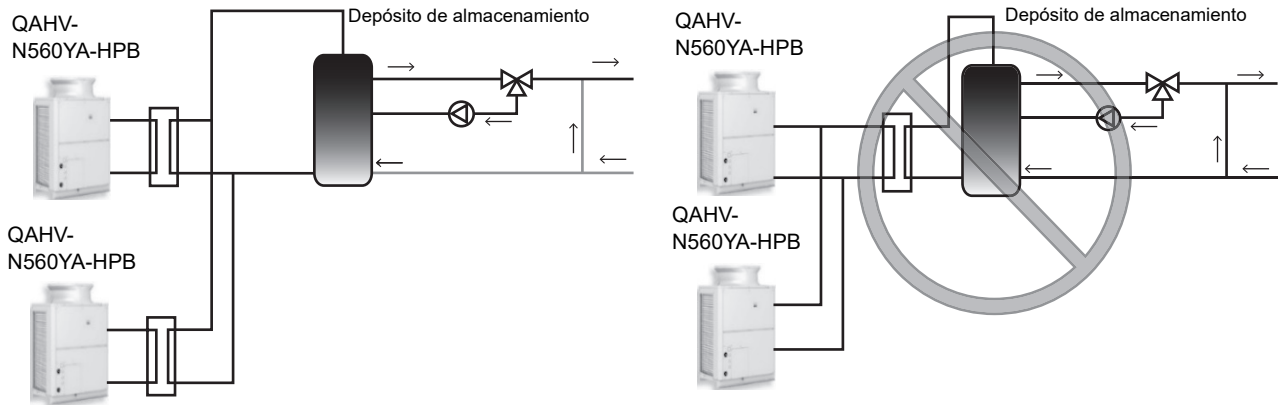 QAHV-
N560YA-HPB
Depósito de almacenamiento
QAHV-
N560YA-HPB
QAHV-
N560YA-HPB
Depósito de almacenamiento
QAHV-
N560YA-HPB